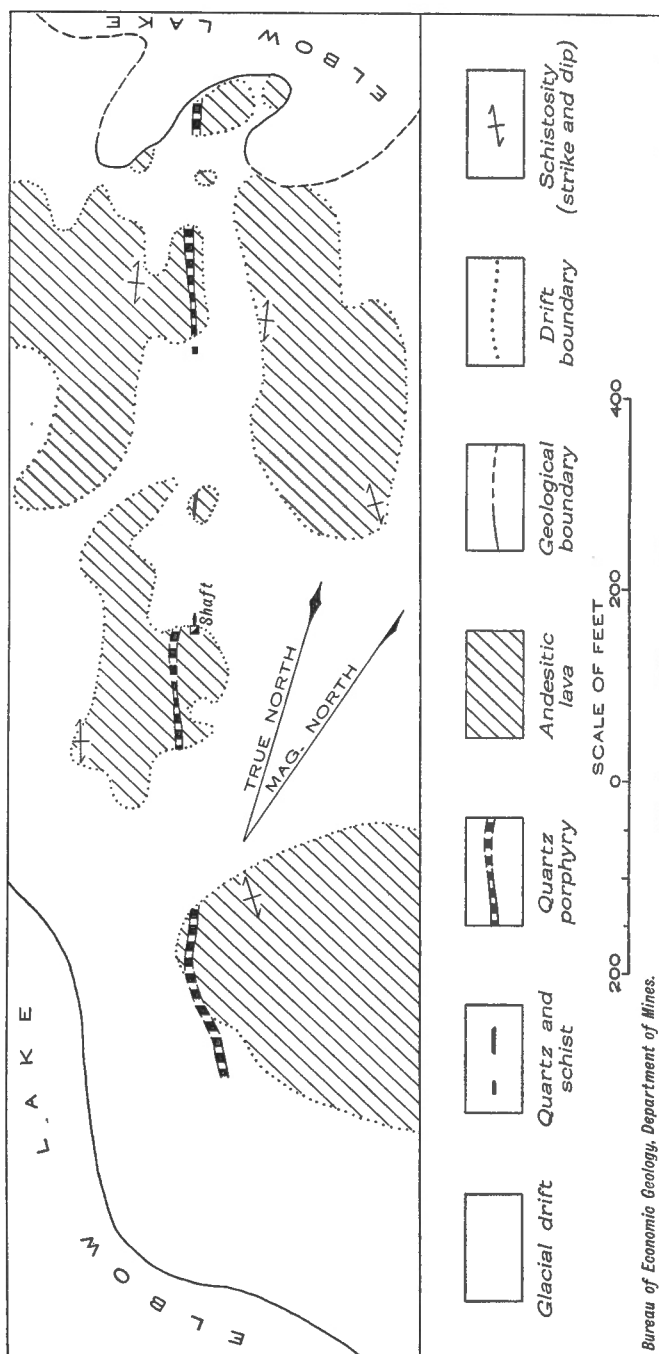 ELBOW LAKE
ELBOW LAKE
Shaft
TRUE NORTH
MAG. NORTH
Glacial drift
Quartz and
schist
Quartz
porphyry
Andesitic
lava
Geological
boundary
Drift
boundary
Schistosity
(strike and dip)
200 0 200 400
SCALE OF FEET
Bureau of Economic Geology, Department of Mines.